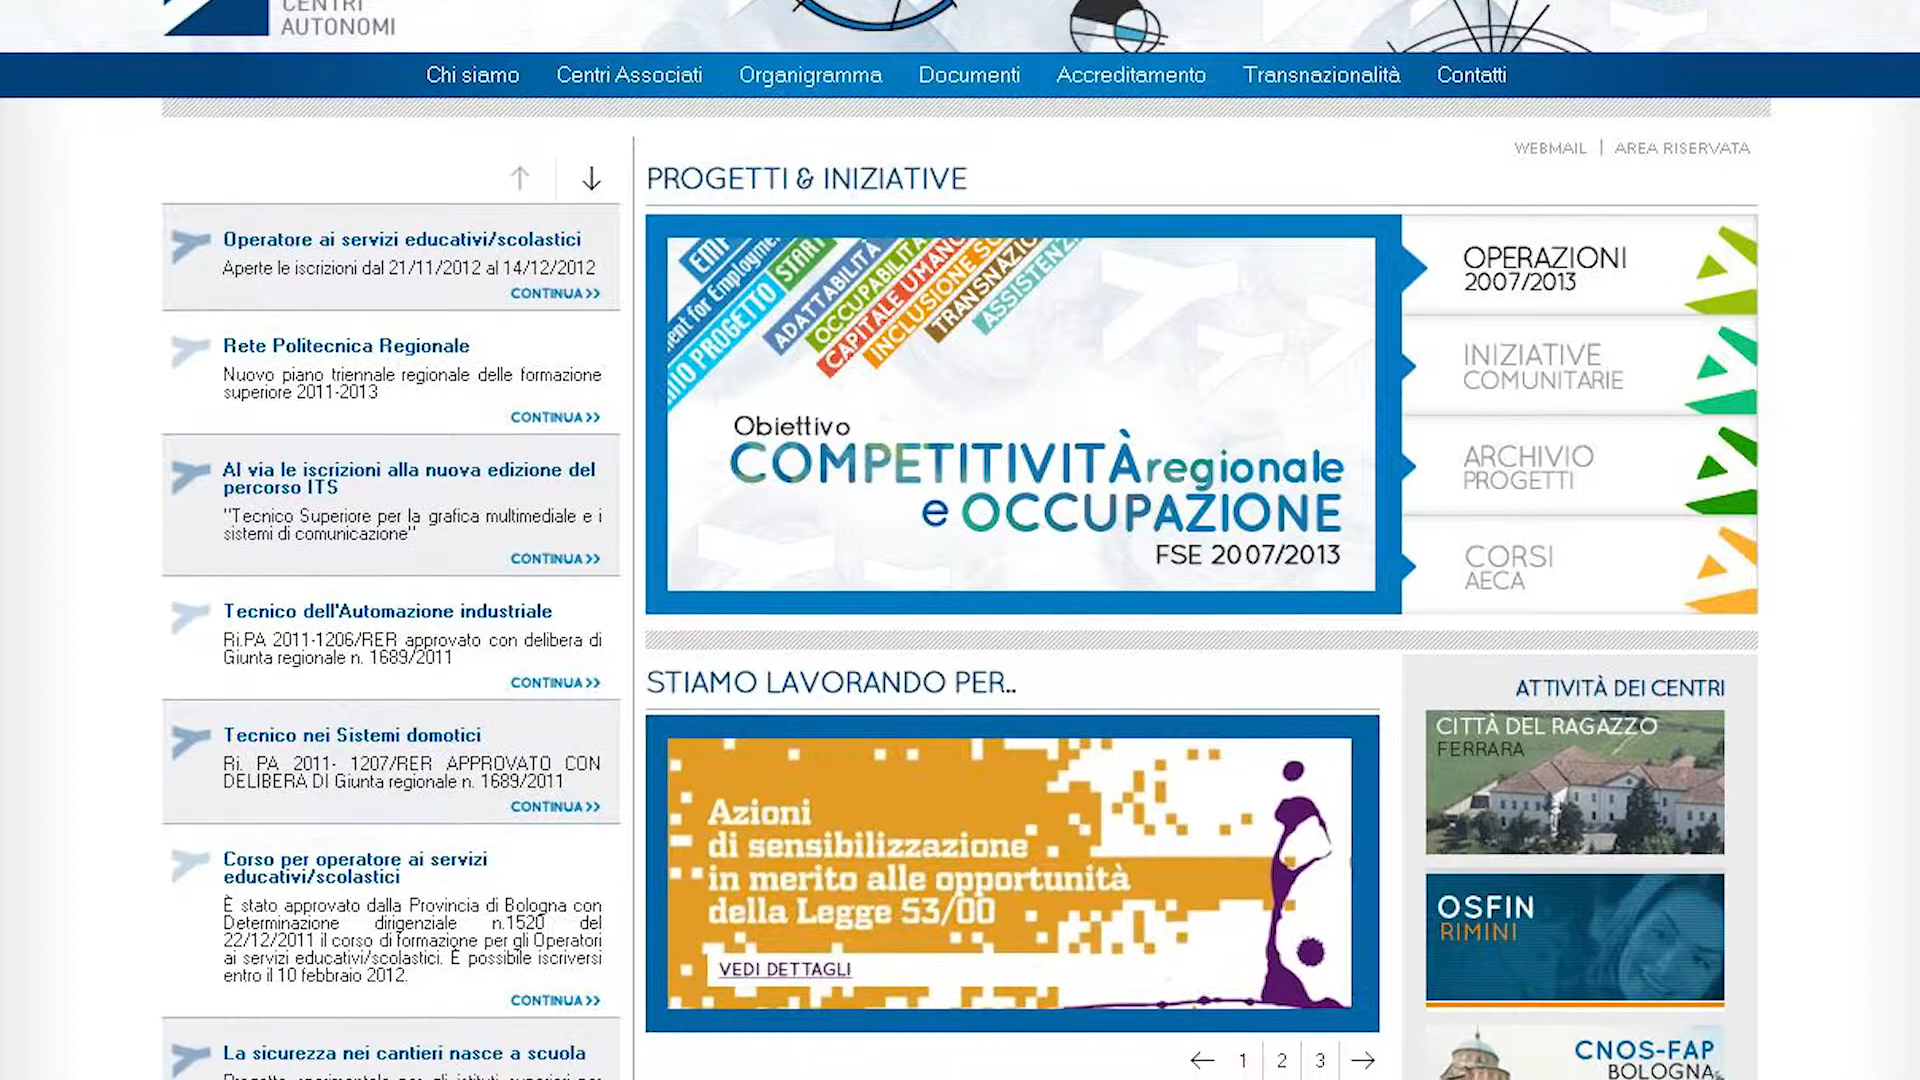 CENTRI
AUTONOMI
Chi siamo
Centri Associati
Organigramma
Documenti
Accreditamento
Transnazionalità
Contatti
WEBMAIL | AREA RISERVATA
Operatore ai servizi educativi/scolastici
Aperte le iscrizioni dal 21/11/2012 al 14/12/2012
CONTINUA >>
Rete Politecnica Regionale
Nuovo piano triennale regionale delle formazione
superiore 2011-2013
CONTINUA >>
Al via le iscrizioni alla nuova edizione del
percorso ITS
"Tecnico Superiore per la grafica multimediale e i
sistemi di comunicazione"
CONTINUA >>
Tecnico dell'Automazione industriale
Ri.PA 2011-1206/RER approvato con delibera di
Giunta regionale n. 1689/2011
CONTINUA >>
Tecnico nei Sistemi domotici
Ri. PA 2011- 1207/RER APPROVATO CON
DELIBERA DI Giunta regionale n. 1689/2011
CONTINUA >>
Corso per operatore ai servizi
educativi/scolastici
È stato approvato dalla Provincia di Bologna con
Determinazione dirigenziale n.1520 del
22/12/2011 il corso di formazione per gli Operatori
ai servizi educativi/scolastici. È possibile iscriversi
entro il 10 febbraio 2012.
CONTINUA >>
La sicurezza nei cantieri nasce a scuola
PROGETTI & INIZIATIVE
START
ADATTABILITÀ
CAPITALE UMANO
Obiettivo
COMPETITIVITÀ regionale
e OCCUPAZIONE
FSE 2007/2013
OPERAZIONI
2007/2013
INIZIATIVE
COMUNITARIE
ARCHIVIO
PROGETTI
CORSI
AECA
STIAMO LAVORANDO PER..
Azioni
di sensibilizzazione
in merito alle opportunità
della Legge 53/00
VEDI DETTAGLI
1 2 3
ATTIVITÀ DEI CENTRI
CITTÀ DEL RAGAZZO
FERRARA
OSFIN
RIMINI
CNOS-FAP
BOLOGNA